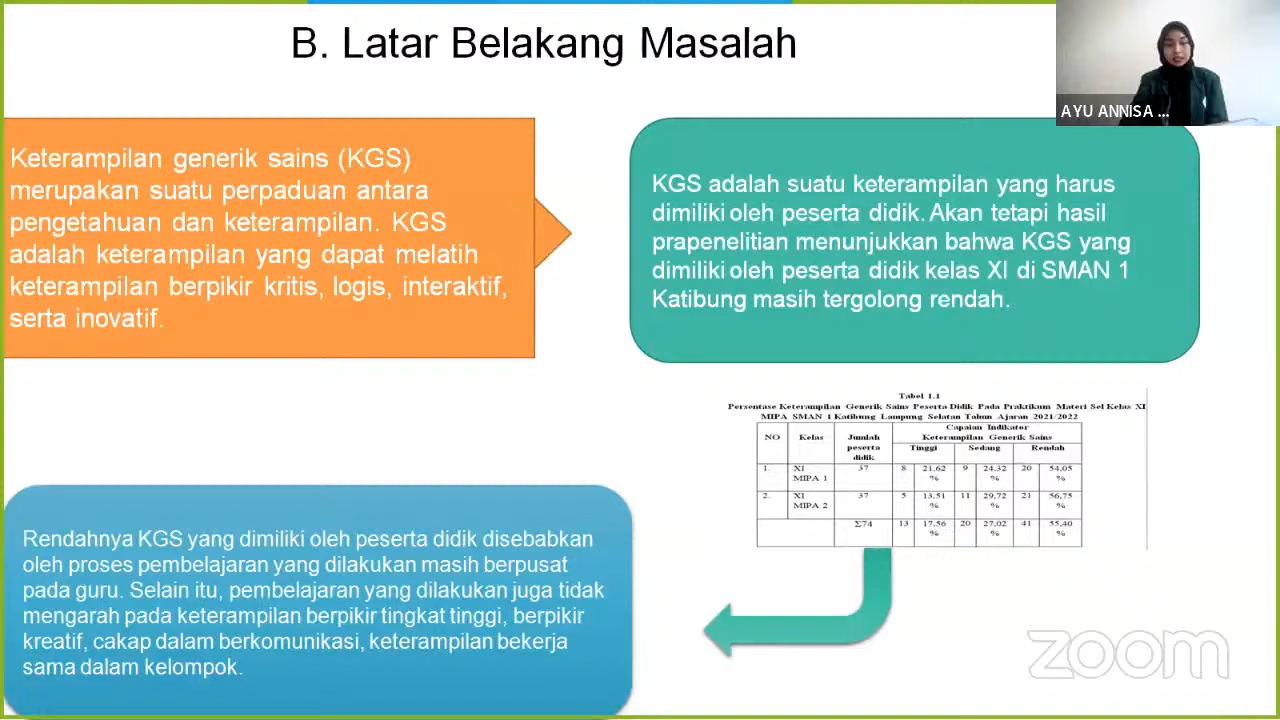 B. Latar Belakang Masalah
AYU ANNISA ...
Keterampilan generik sains (KGS)
merupakan suatu perpaduan antara
pengetahuan dan keterampilan. KGS
adalah keterampilan yang dapat melatih
keterampilan berpikir kritis, logis, interaktif,
serta inovatif.
KGS adalah suatu keterampilan yang harus
dimiliki oleh peserta didik. Akan tetapi hasil
prapenelitian menunjukkan bahwa KGS yang
dimiliki oleh peserta didik kelas XI di SMAN 1
Katibung masih tergolong rendah.
Tabel 1.1
Persentase Keterampilan Generik Sains Peserta Didik Pada Praktikum Materi Sel Kelas XI
MIPA SMAN 1 Katibung Lampung Selatan Tahun Ajaran 2021/2022
NO Kelas Jumlah peserta didik Capaian Indikator Keterampilan Generik Sains
Tinggi Sedang Rendah
1. XI MIPA 1 37 8 21,62 % 9 24,32 % 20 54,05 %
2. XI MIPA 2 37 5 13,51 % 11 29,72 % 21 56,75 %
Σ74 13 17,56 % 20 27,02 % 41 55,40 %
Rendahnya KGS yang dimiliki oleh peserta didik disebabkan
oleh proses pembelajaran yang dilakukan masih berpusat
pada guru. Selain itu, pembelajaran yang dilakukan juga tidak
mengarah pada keterampilan berpikir tingkat tinggi, berpikir
kreatif, cakap dalam berkomunikasi, keterampilan bekerja
sama dalam kelompok.
zoom